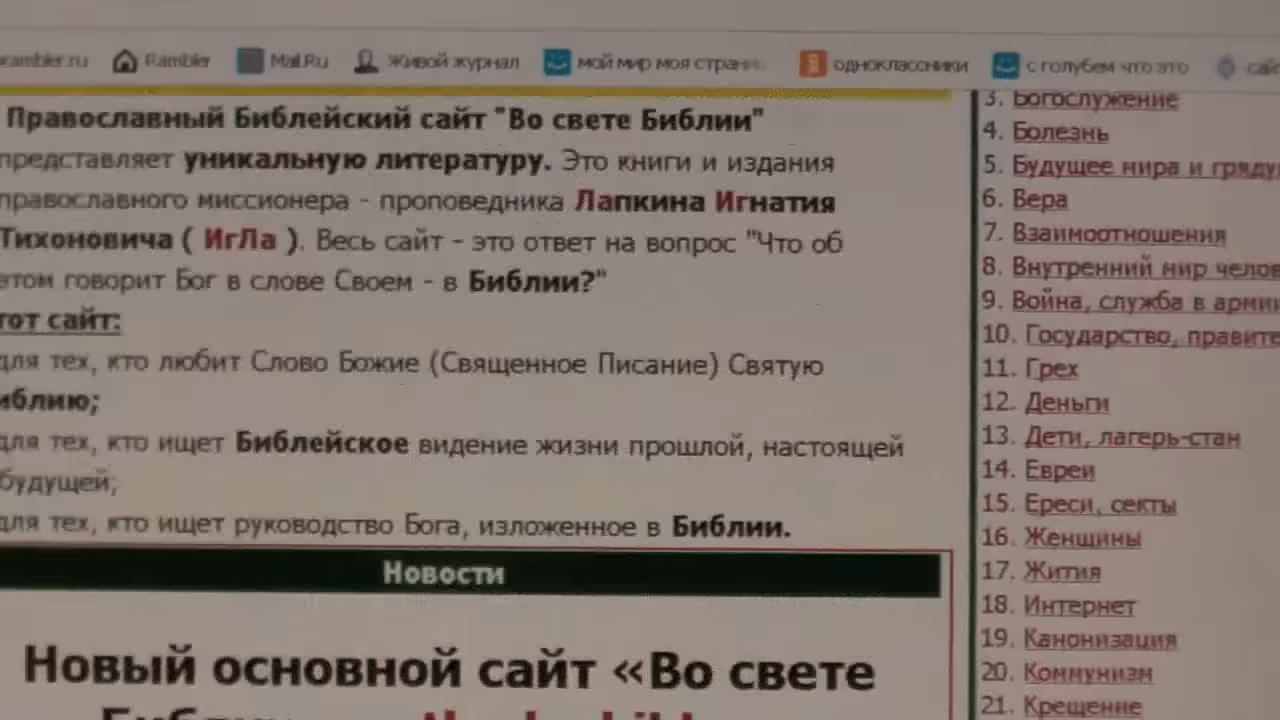 rambler.ru Rambler Mail.Ru Живой журнал мой мир моя страни... одноклассники с голубем что это сай
Православный Библейский сайт "Во свете Библии"
представляет уникальную литературу. Это книги и издания
православного миссионера - проповедника Лапкина Игнатия
Тихоновича ( ИгЛа ). Весь сайт - это ответ на вопрос "Что об
этом говорит Бог в слове Своем - в Библии?"
тот сайт:
для тех, кто любит Слово Божие (Священное Писание) Святую
иблию;
для тех, кто ищет Библейское видение жизни прошлой, настоящей
будущей;
для тех, кто ищет руководство Бога, изложенное в Библии.
Новости
Новый основной сайт «Во свете
3. Богослужение
4. Болезнь
5. Будущее мира и гряду
6. Вера
7. Взаимоотношения
8. Внутренний мир челов
9. Война, служба в арми
10. Государство, правите
11. Грех
12. Деньги
13. Дети, лагерь-стан
14. Евреи
15. Ереси, секты
16. Женщины
17. Жития
18. Интернет
19. Канонизация
20. Коммунизм
21. Крещение